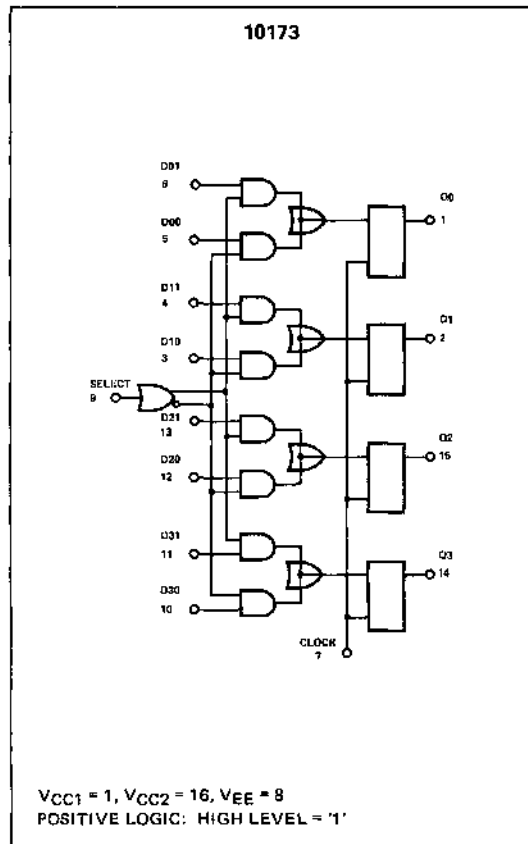 10173
D01
6
D00
5
D11
4
D10
3
SELECT
9
D21
13
D20
12
D31
11
D30
10
Q0
1
Q1
2
Q2
15
Q3
14
CLOCK
7
VCC1 = 1, VCC2 = 16, VEE = 8
POSITIVE LOGIC: HIGH LEVEL = '1'